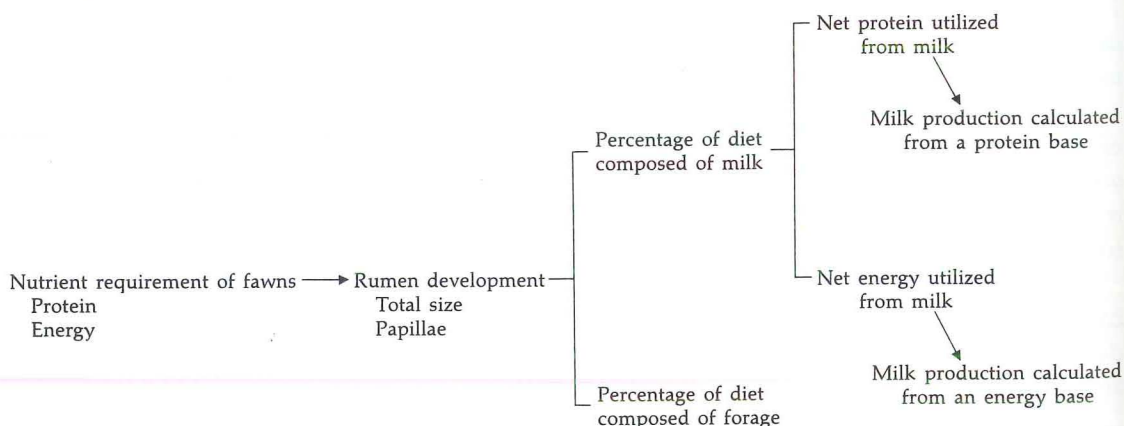 Net protein utilized
from milk
Milk production calculated
from a protein base
Percentage of diet
composed of milk
Nutrient requirement of fawns
Protein
Energy
Rumen development
Total size
Papillae
Net energy utilized
from milk
Milk production calculated
from an energy base
Percentage of diet
composed of forage